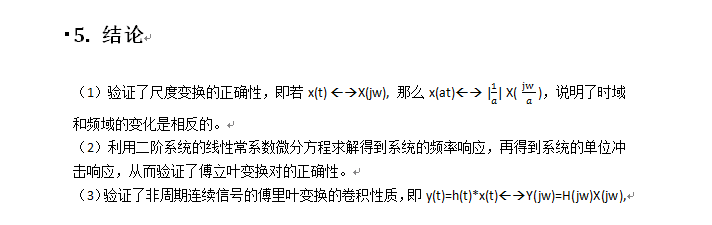 5. 结论
（1）验证了尺度变换的正确性，即若 x(t) ←→X(jw), 那么 x(at)←→ |1/a| X( jw/a )，说明了时域
和频域的变化是相反的。
（2）利用二阶系统的线性常系数微分方程求解得到系统的频率响应，再得到系统的单位冲
击响应，从而验证了傅立叶变换对的正确性。
（3）验证了非周期连续信号的傅里叶变换的卷积性质，即 y(t)=h(t)*x(t)←→Y(jw)=H(jw)X(jw),